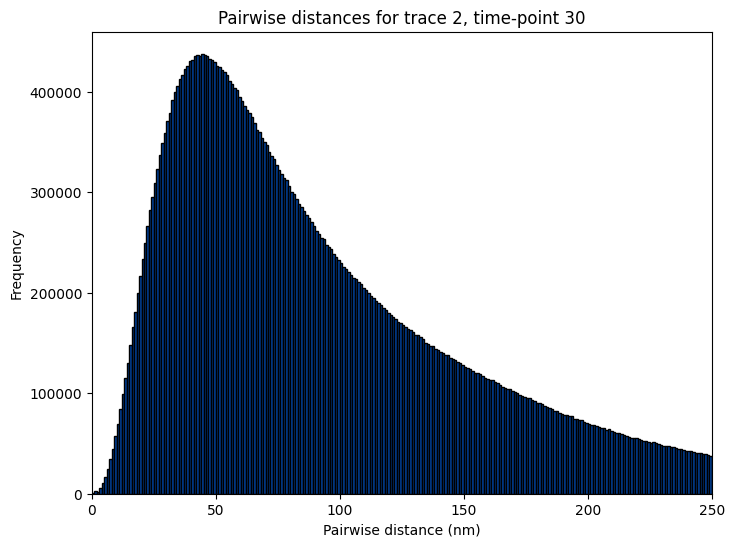 Pairwise distances for trace 2, time-point 30
Frequency
400000
300000
200000
100000
0
0 50 100 150 200 250
Pairwise distance (nm)